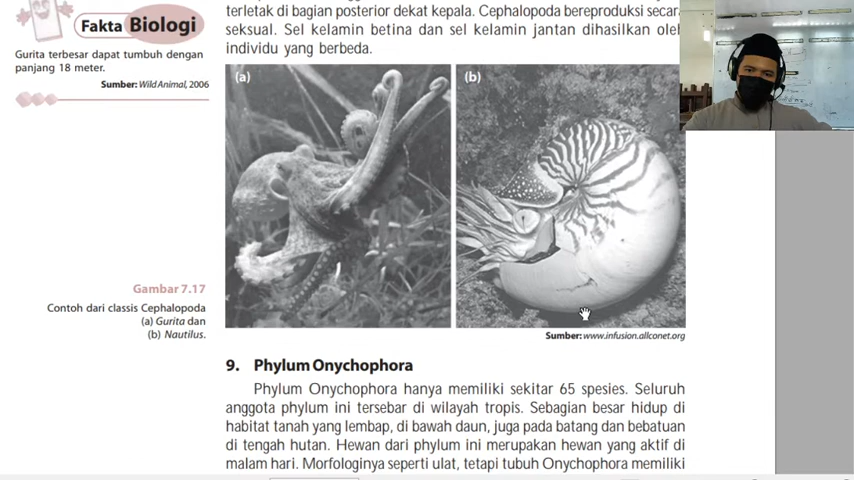 terletak di bagian posterior dekat kepala. Cephalopoda bereproduksi secara
seksual. Sel kelamin betina dan sel kelamin jantan dihasilkan oleh
individu yang berbeda.
Fakta Biologi
Gurita terbesar dapat tumbuh dengan
panjang 18 meter.
Sumber: Wild Animal, 2006
(a)
(b)
Gambar 7.17
Contoh dari classis Cephalopoda
(a) Gurita dan
(b) Nautilus.
Sumber: www.infusion.allconet.org
9. Phylum Onychophora
Phylum Onychophora hanya memiliki sekitar 65 spesies. Seluruh
anggota phylum ini tersebar di wilayah tropis. Sebagian besar hidup di
habitat tanah yang lembap, di bawah daun, juga pada batang dan bebatuan
di tengah hutan. Hewan dari phylum ini merupakan hewan yang aktif di
malam hari. Morfologinya seperti ulat, tetapi tubuh Onychophora memiliki